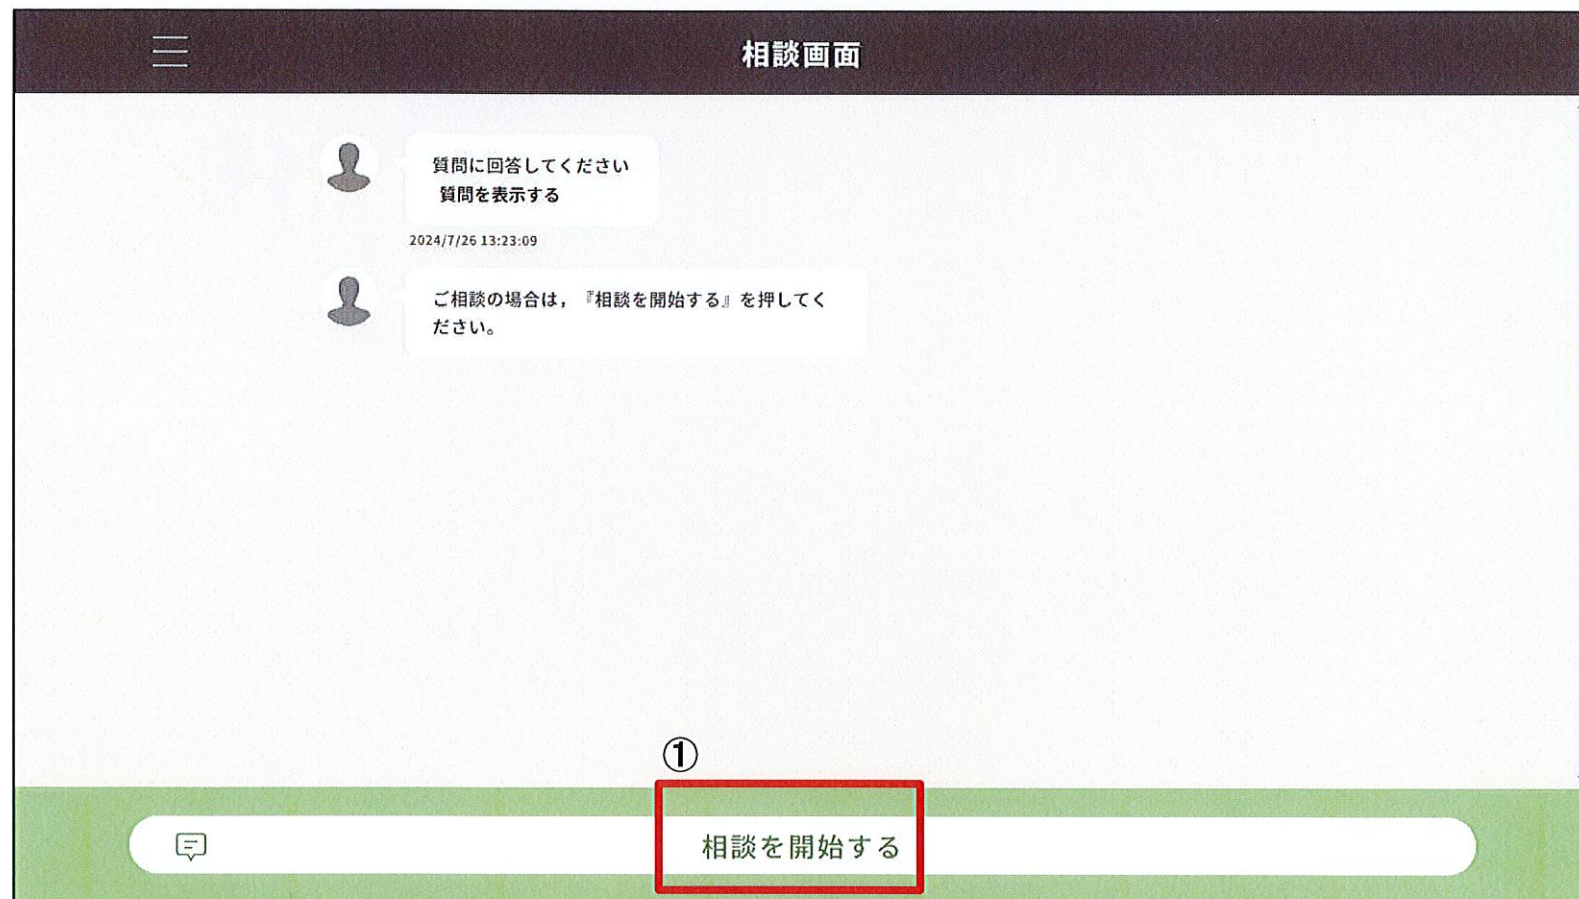 相談画面
質問に回答してください
質問を表示する
2024/7/26 13:23:09
ご相談の場合は，『相談を開始する』を押してく
ださい。
①
相談を開始する